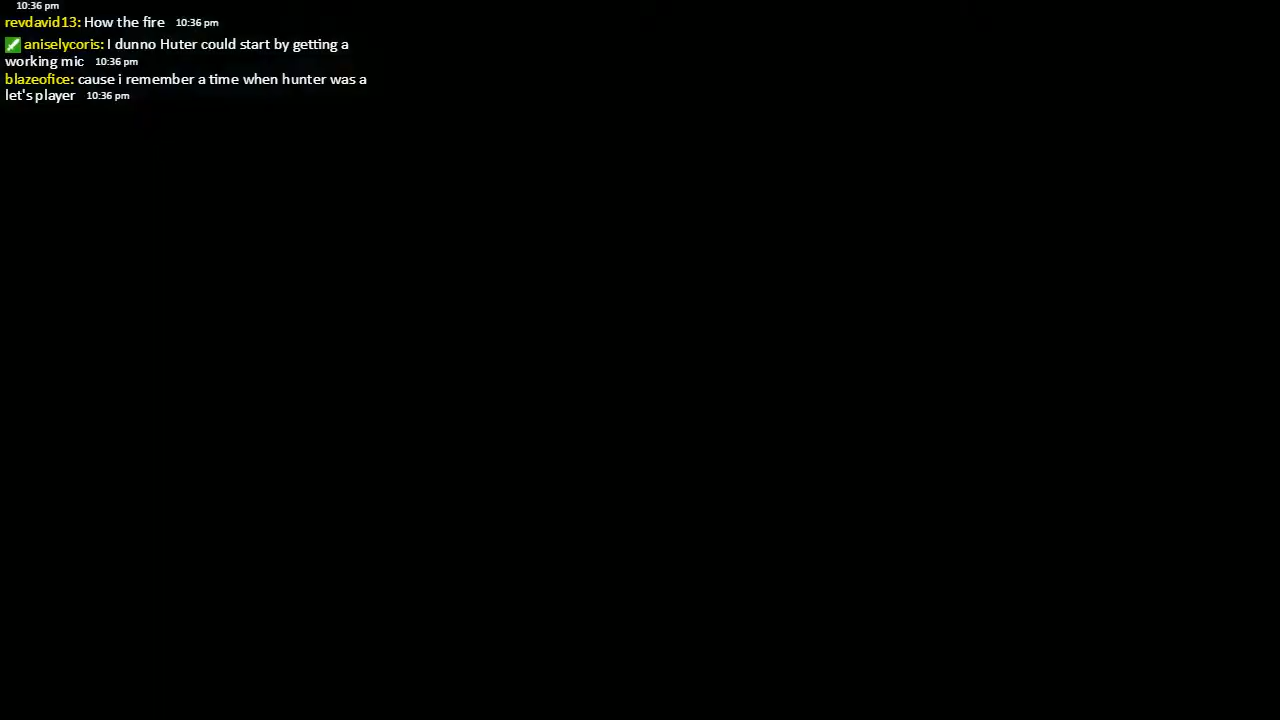 10:36 pm
revdavid13: How the fire 10:36 pm
aniselycoris: I dunno Huter could start by getting a
working mic 10:36 pm
blazeofice: cause i remember a time when hunter was a
let's player 10:36 pm